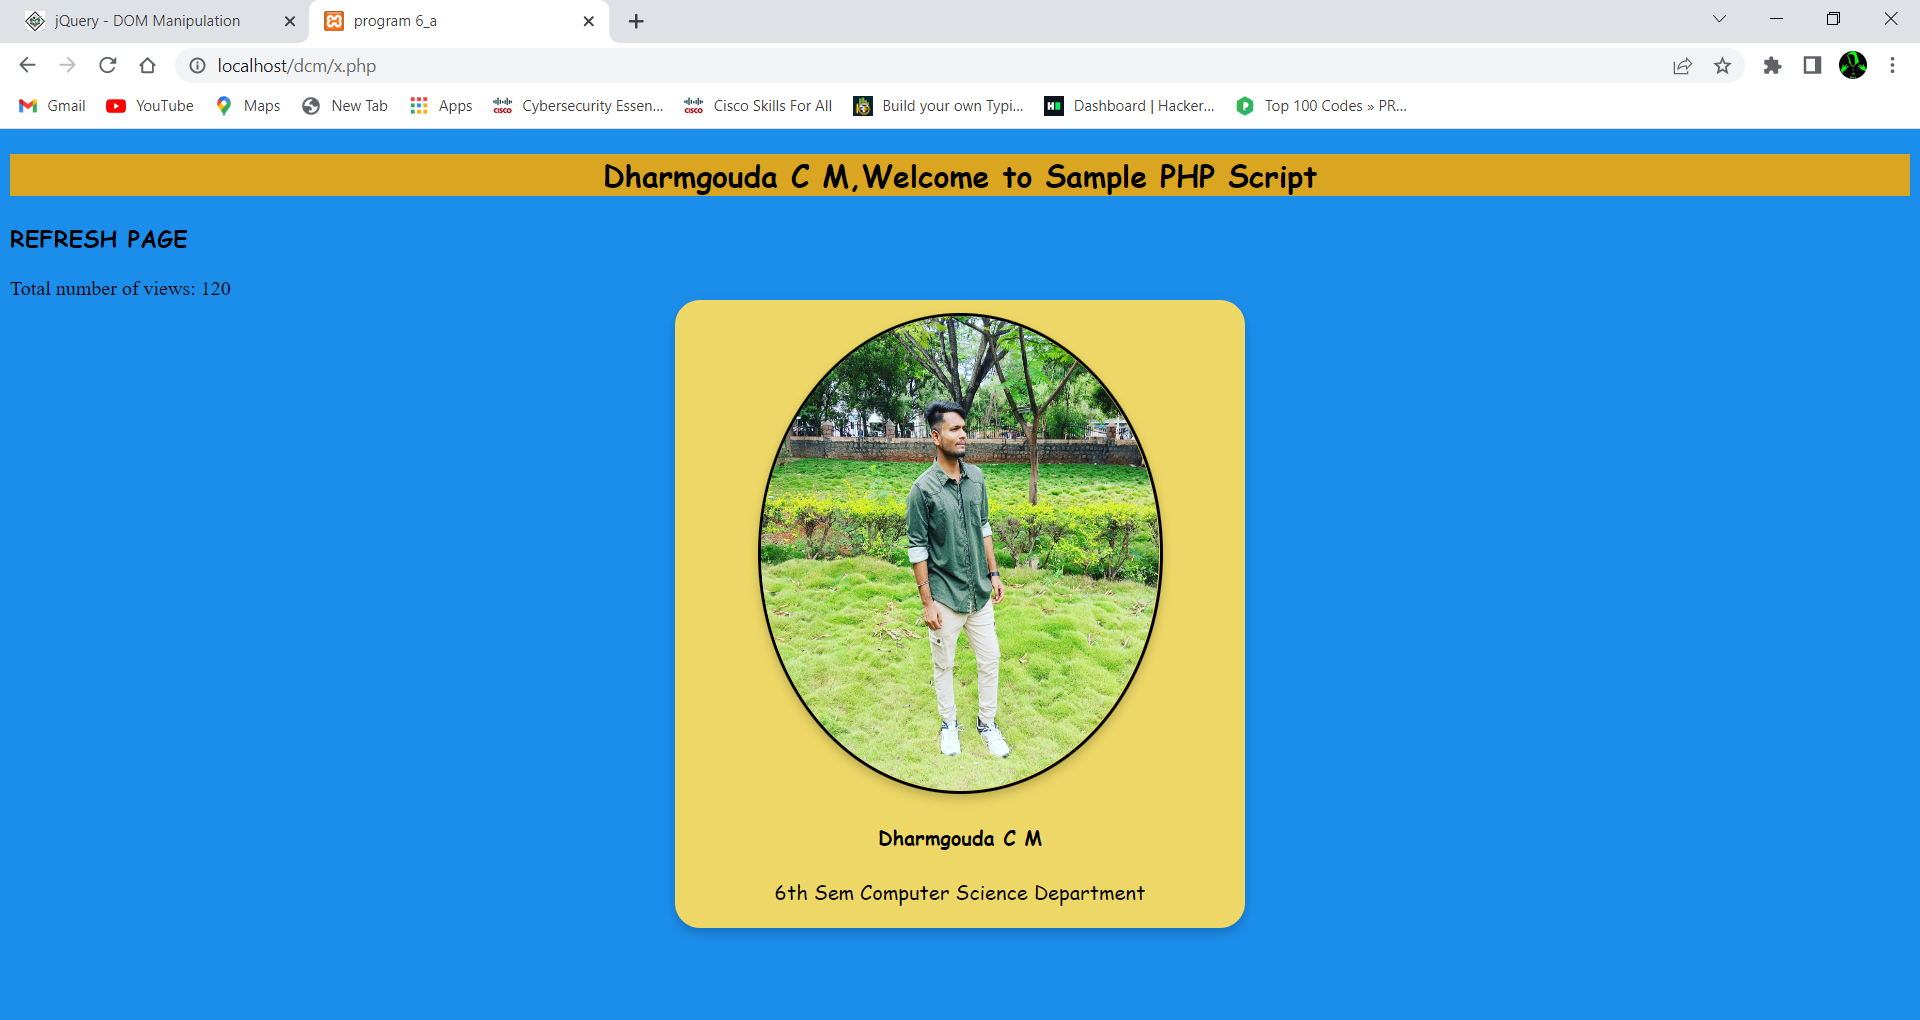 jQuery - DOM Manipulation
program 6_a
localhost/dcm/x.php
Gmail YouTube Maps New Tab Apps Cybersecurity Essen... Cisco Skills For All Build your own Typi... Dashboard | Hacker... Top 100 Codes » PR...
Dharmgouda C M,Welcome to Sample PHP Script
REFRESH PAGE
Total number of views: 120
Dharmgouda C M
6th Sem Computer Science Department